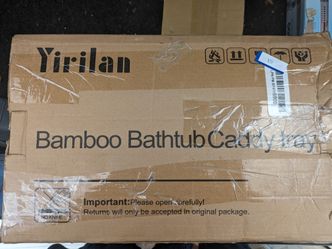 Yirilan
Bamboo Bathtub Caddy tray
Important:Please open carefully!
Returns will only be accepted in original package.